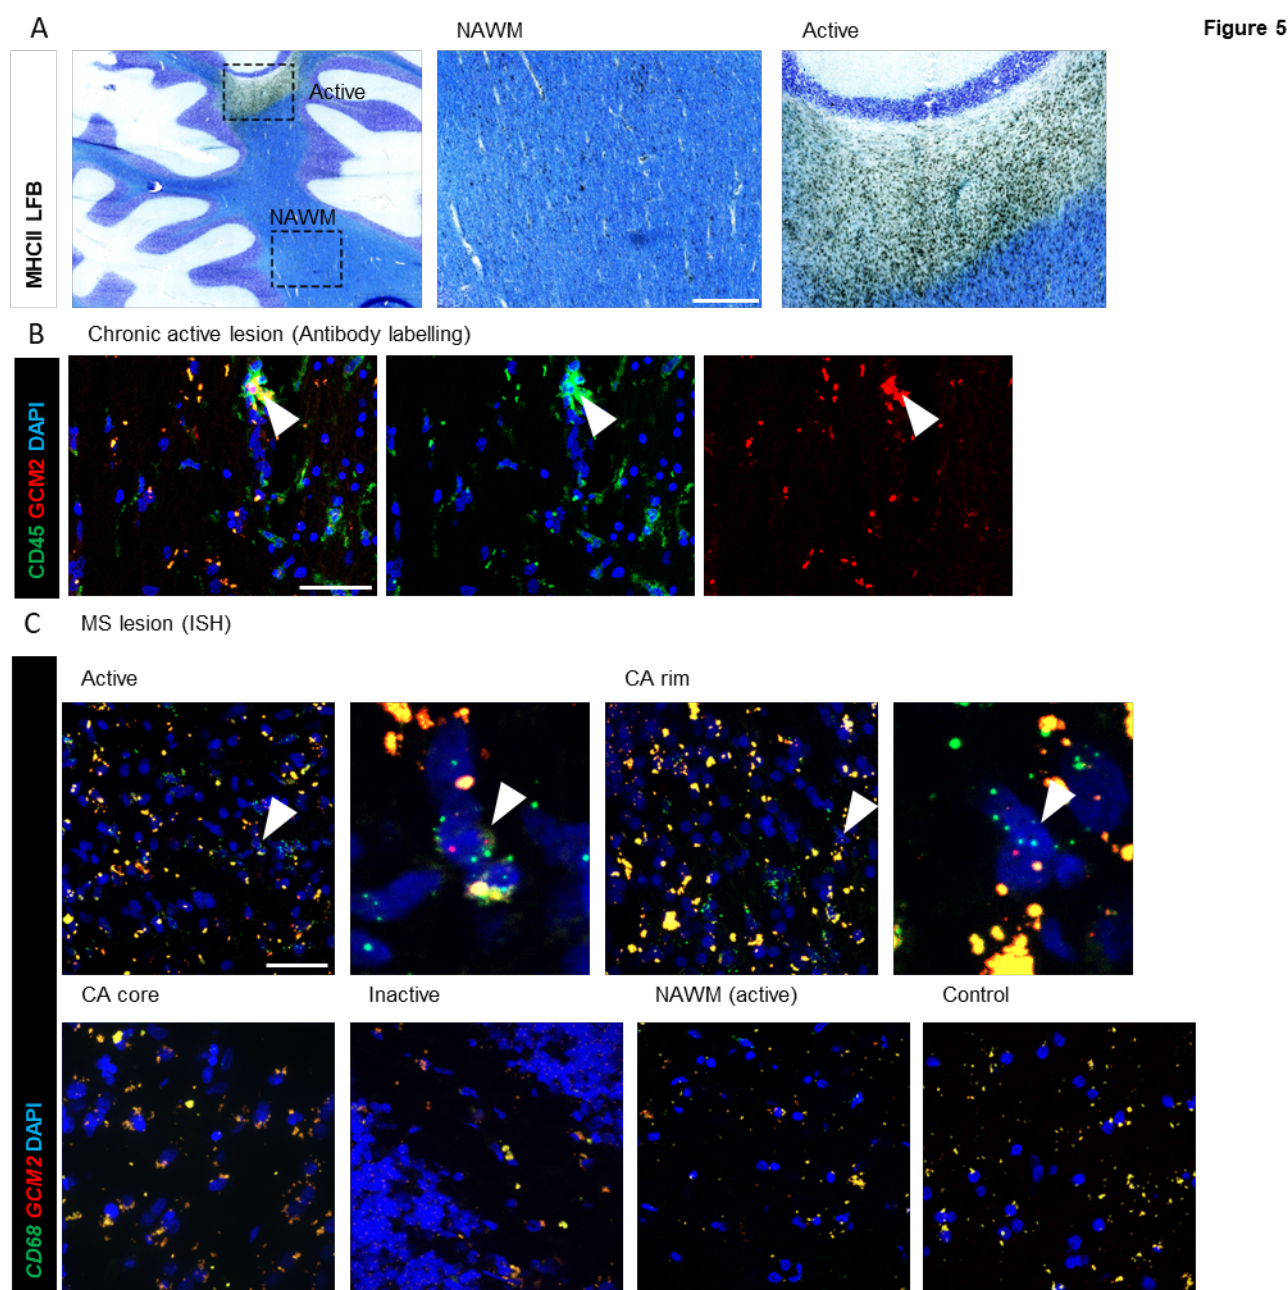 A
NAWM
Active
Figure 5
MHCII LFB
Active
NAWM
B
Chronic active lesion (Antibody labelling)
CD45 GCM2 DAPI
C
MS lesion (ISH)
Active
CA rim
CD68 GCM2 DAPI
CA core
Inactive
NAWM (active)
Control